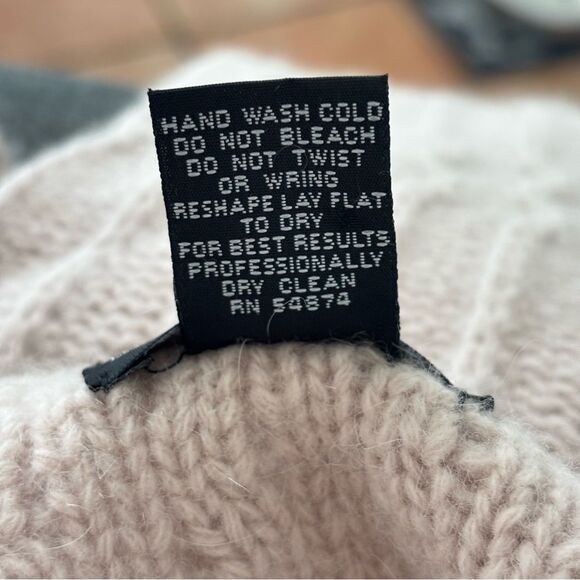 HAND WASH COLD
DO NOT BLEACH
DO NOT TWIST
OR WRING
RESHAPE LAY FLAT
TO DRY
FOR BEST RESULTS
PROFESSIONALLY
DRY CLEAN
RN 54874